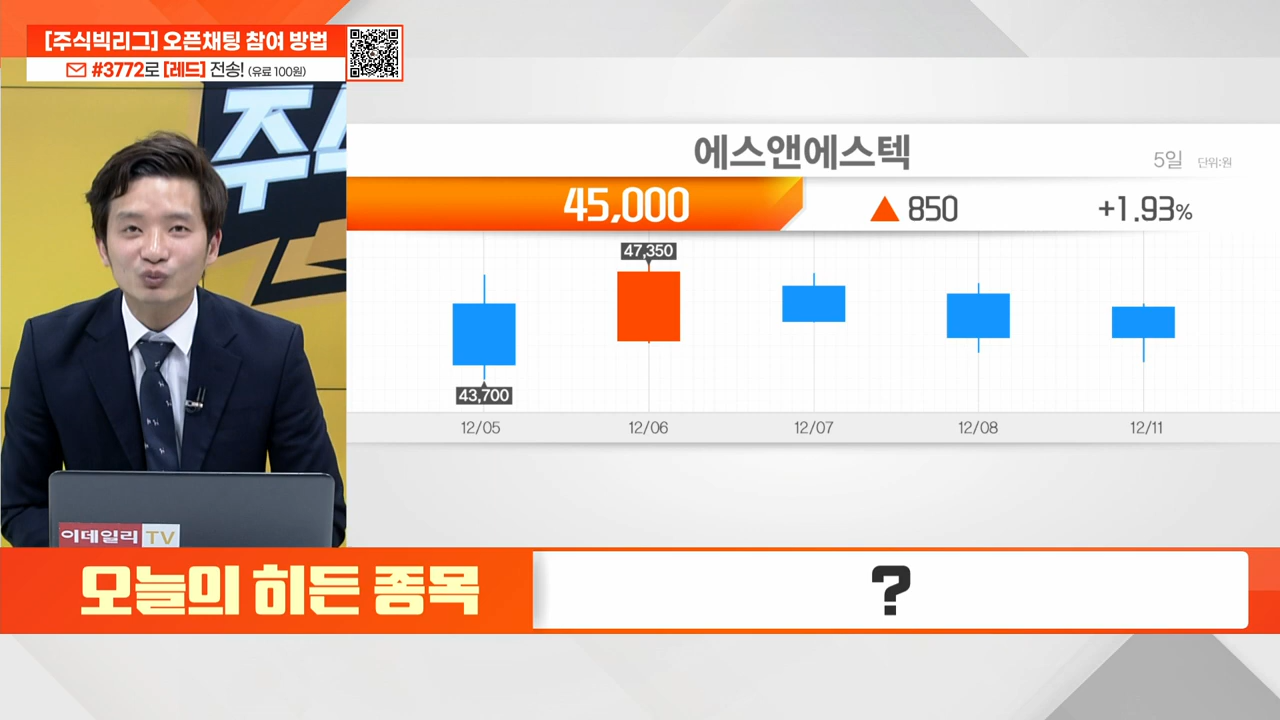 [주식빅리그] 오픈채팅 참여 방법
#3772로 [레드] 전송! (유료 100원)
주
에스앤에스텍
5일 단위:원
45,000 ▲ 850 +1.93%
47,350
43,700
12/05 12/06 12/07 12/08 12/11
이데일리 TV
오늘의 히든 종목 ?